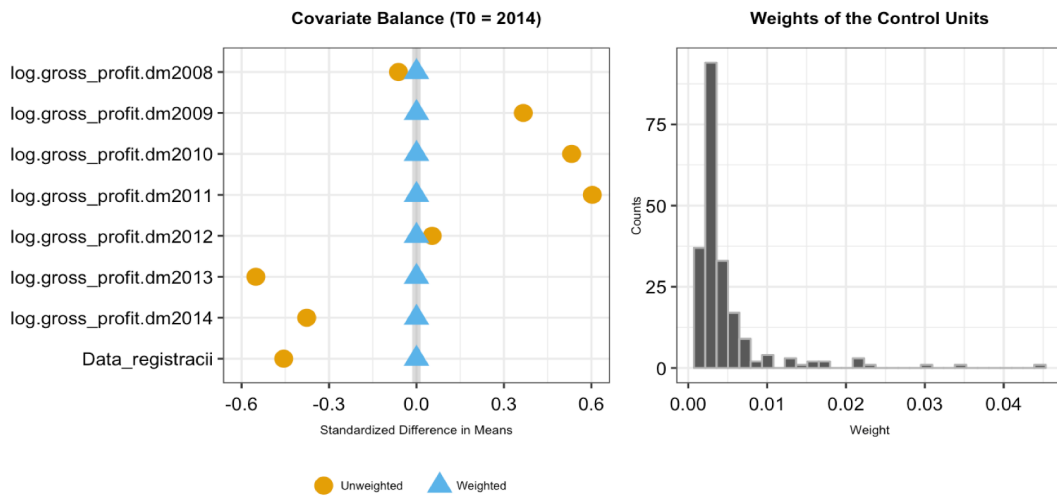 Covariate Balance (T0 = 2014)
log.gross_profit.dm2008
log.gross_profit.dm2009
log.gross_profit.dm2010
log.gross_profit.dm2011
log.gross_profit.dm2012
log.gross_profit.dm2013
log.gross_profit.dm2014
Data_registracii
-0.6 -0.3 0.0 0.3 0.6
Standardized Difference in Means
Unweighted Weighted
Weights of the Control Units
Counts
75
50
25
0
0.00 0.01 0.02 0.03 0.04
Weight